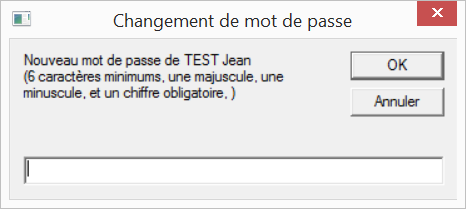 Changement de mot de passe
Nouveau mot de passe de TEST Jean
(6 caractères minimums, une majuscule, une
minuscule, et un chiffre obligatoire. )
OK
Annuler